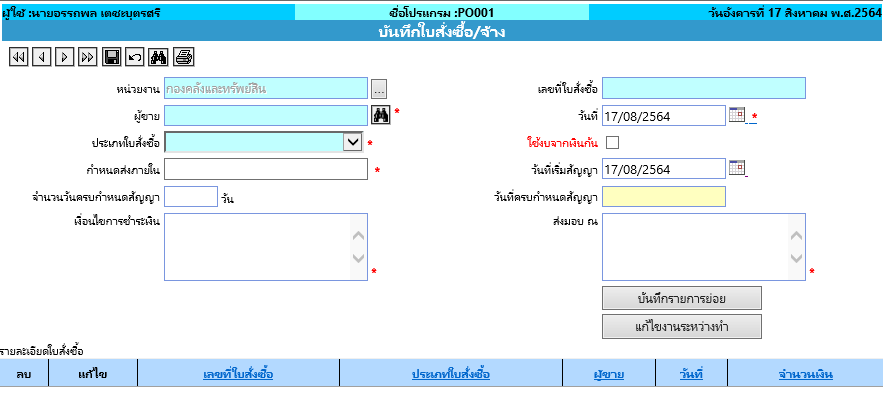 ผู้ใช้ :นายอรรถพล เตชะบุตรศรี ชื่อโปรแกรม :PO001 วันอังคารที่ 17 สิงหาคม พ.ศ.2564
บันทึกใบสั่งซื้อ/จ้าง
หน่วยงาน กองคลังและทรัพย์สิน ... เลขที่ใบสั่งซื้อ
ผู้ขาย * วันที่ 17/08/2564 *
ประเภทใบสั่งซื้อ * ใช้งบจากเงินกัน
กำหนดส่งภายใน * วันที่เริ่มสัญญา 17/08/2564
จำนวนวันครบกำหนดสัญญา วัน วันที่ครบกำหนดสัญญา
เงื่อนไขการชำระเงิน * ส่งมอบ ณ *
บันทึกรายการย่อย
แก้ไขงานระหว่างทำ
รายละเอียดใบสั่งซื้อ
ลบ แก้ไข เลขที่ใบสั่งซื้อ ประเภทใบสั่งซื้อ ผู้ขาย วันที่ จำนวนเงิน